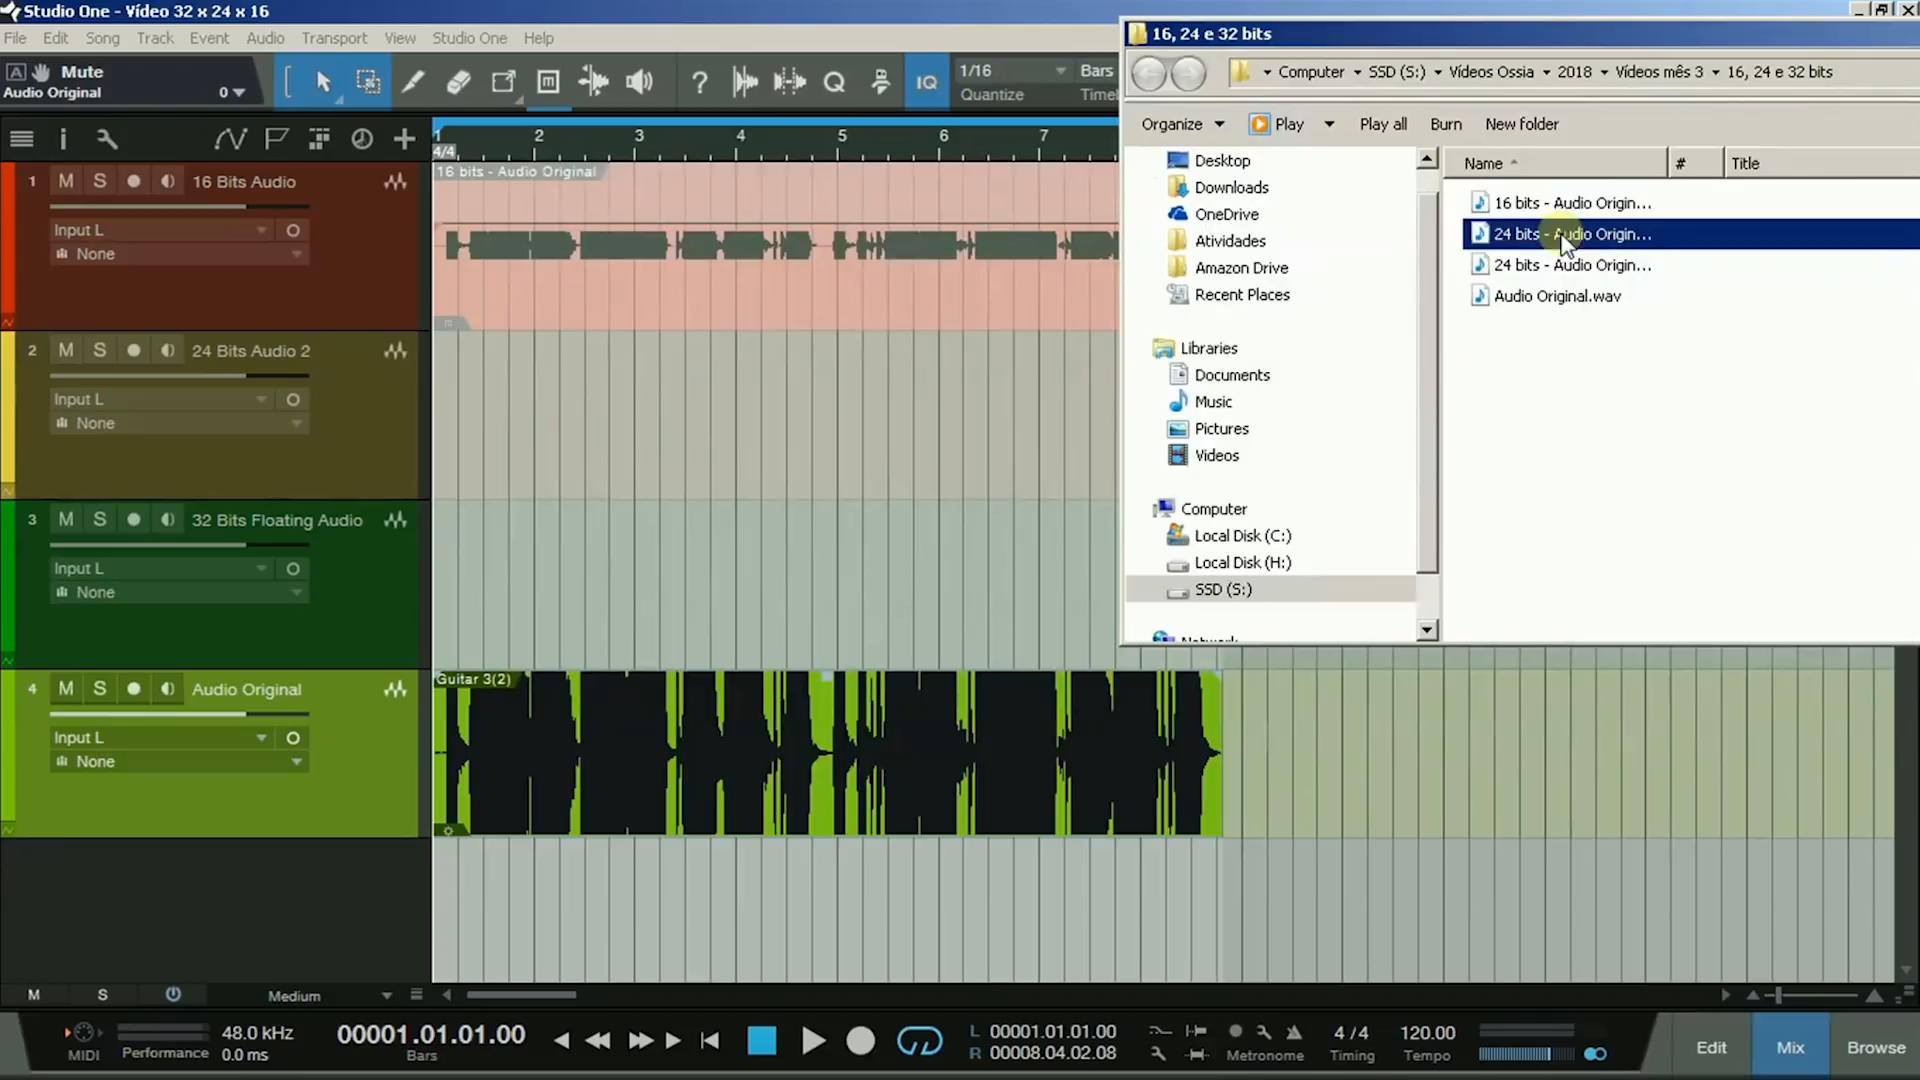 Studio One - Vídeo 32 x 24 x 16
File Edit Song Track Event Audio Transport View Studio One Help
A Mute
Audio Original 0
? Q IQ
1/16 Bars
Quantize
16, 24 e 32 bits
Computer SSD (S:) Vídeos Ossia 2018 Vídeos mês 3 16, 24 e 32 bits
Organize Play Play all Burn New folder
i
1 2 3 4 5 6 7
4/4
Name # Title
Desktop
Downloads
OneDrive
Atividades
Amazon Drive
Recent Places
Libraries
Documents
Music
Pictures
Videos
Computer
Local Disk (C:)
Local Disk (H:)
SSD (S:)
16 bits - Audio Origin...
24 bits - Audio Origin...
24 bits - Audio Origin...
Audio Original.wav
1 M S 16 Bits Audio
Input L
None
16 bits - Audio Original
2 M S 24 Bits Audio 2
Input L
None
3 M S 32 Bits Floating Audio
Input L
None
4 M S Audio Original
Input L
None
Guitar 3(2)
M S Medium
MIDI Performance 48.0 kHz
0.0 ms
00001.01.01.00
Bars
L 00001.01.01.00
R 00008.04.02.08
Metronome
4 / 4
Timing
120.00
Tempo
Edit Mix Browse